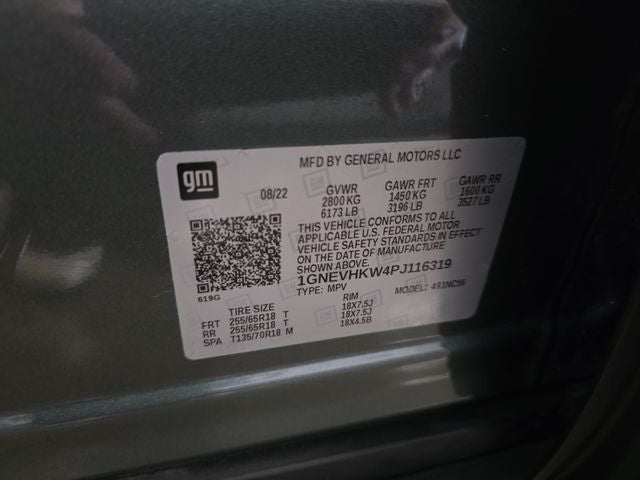 MFD BY GENERAL MOTORS LLC
gm
08/22 GVWR GAWR FRT GAWR RR
2800 KG 1450 KG 1600 KG
6173 LB 3196 LB 3527 LB
THIS VEHICLE CONFORMS TO ALL
APPLICABLE U.S. FEDERAL MOTOR
VEHICLE SAFETY STANDARDS IN EFFECT
ON THE DATE OF MANUFACTURE
SHOWN ABOVE.
1GNEVHKW4PJ116319
619G TYPE: MPV MODEL: 491NC56
TIRE SIZE RIM
FRT 255/65R18 T 18X7.5J
RR 255/65R18 T 18X7.5J
SPA T135/70R18 M 18X4.5B